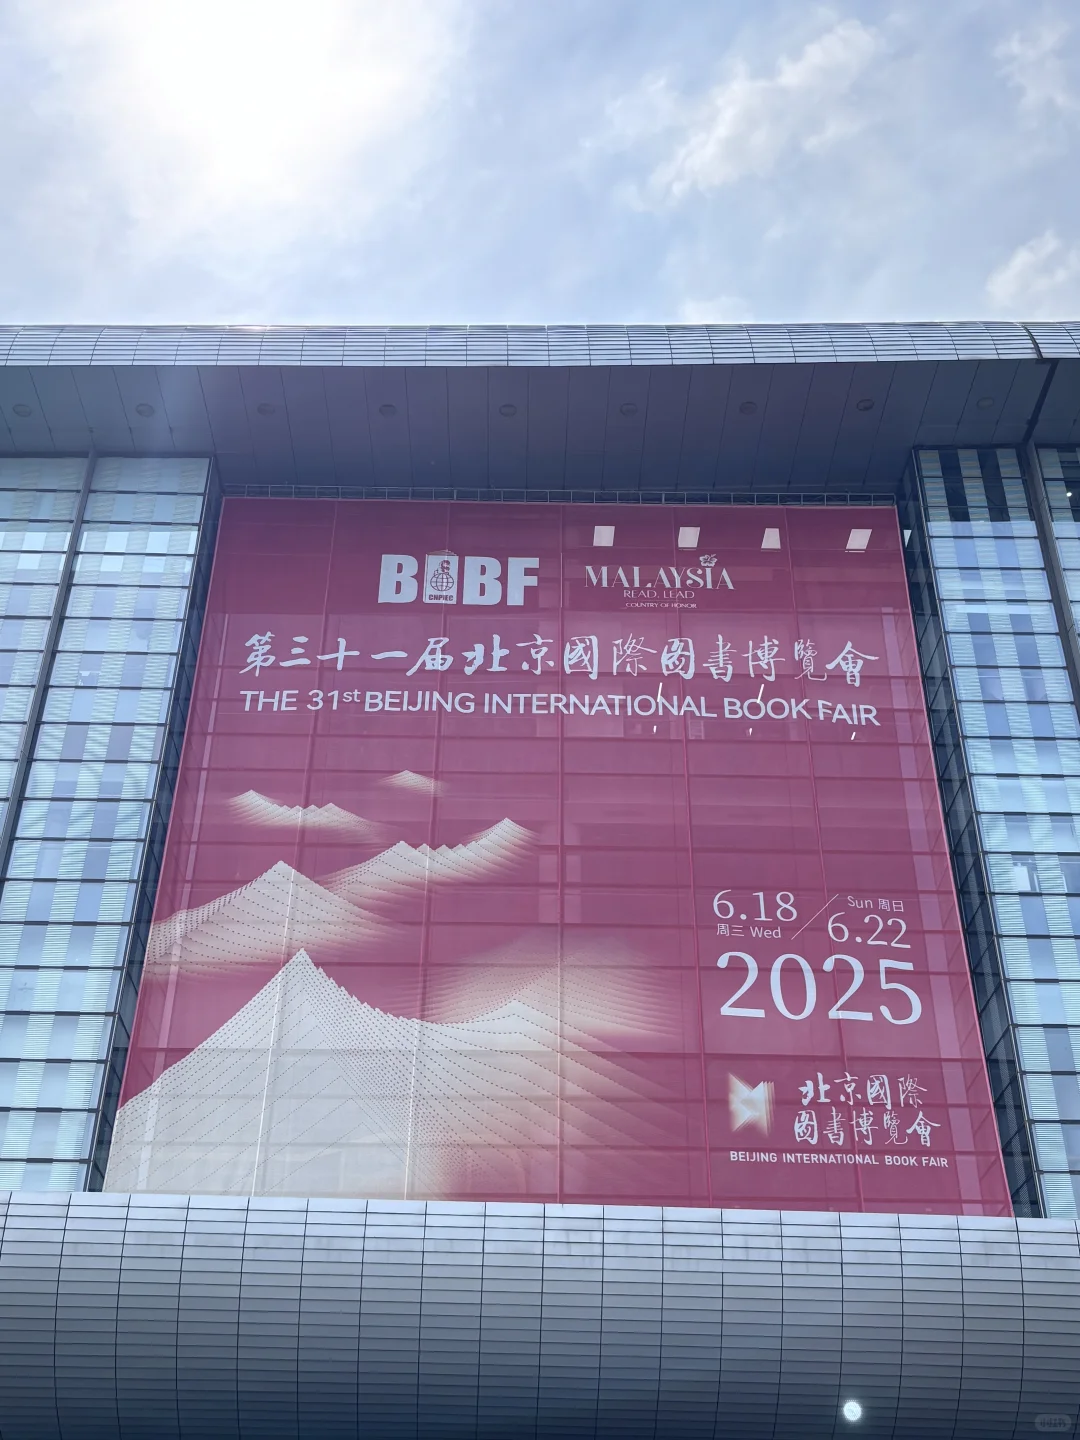 BIBF
CNPIEC
MALAYSIA
READ. LEAD
COUNTRY OF HONOR
第三十一届北京國際圖書博覽會
THE 31st BEIJING INTERNATIONAL BOOK FAIR
6.18
周三 Wed
Sun 周日
6.22
2025
北京國際
圖書博覽會
BEIJING INTERNATIONAL BOOK FAIR